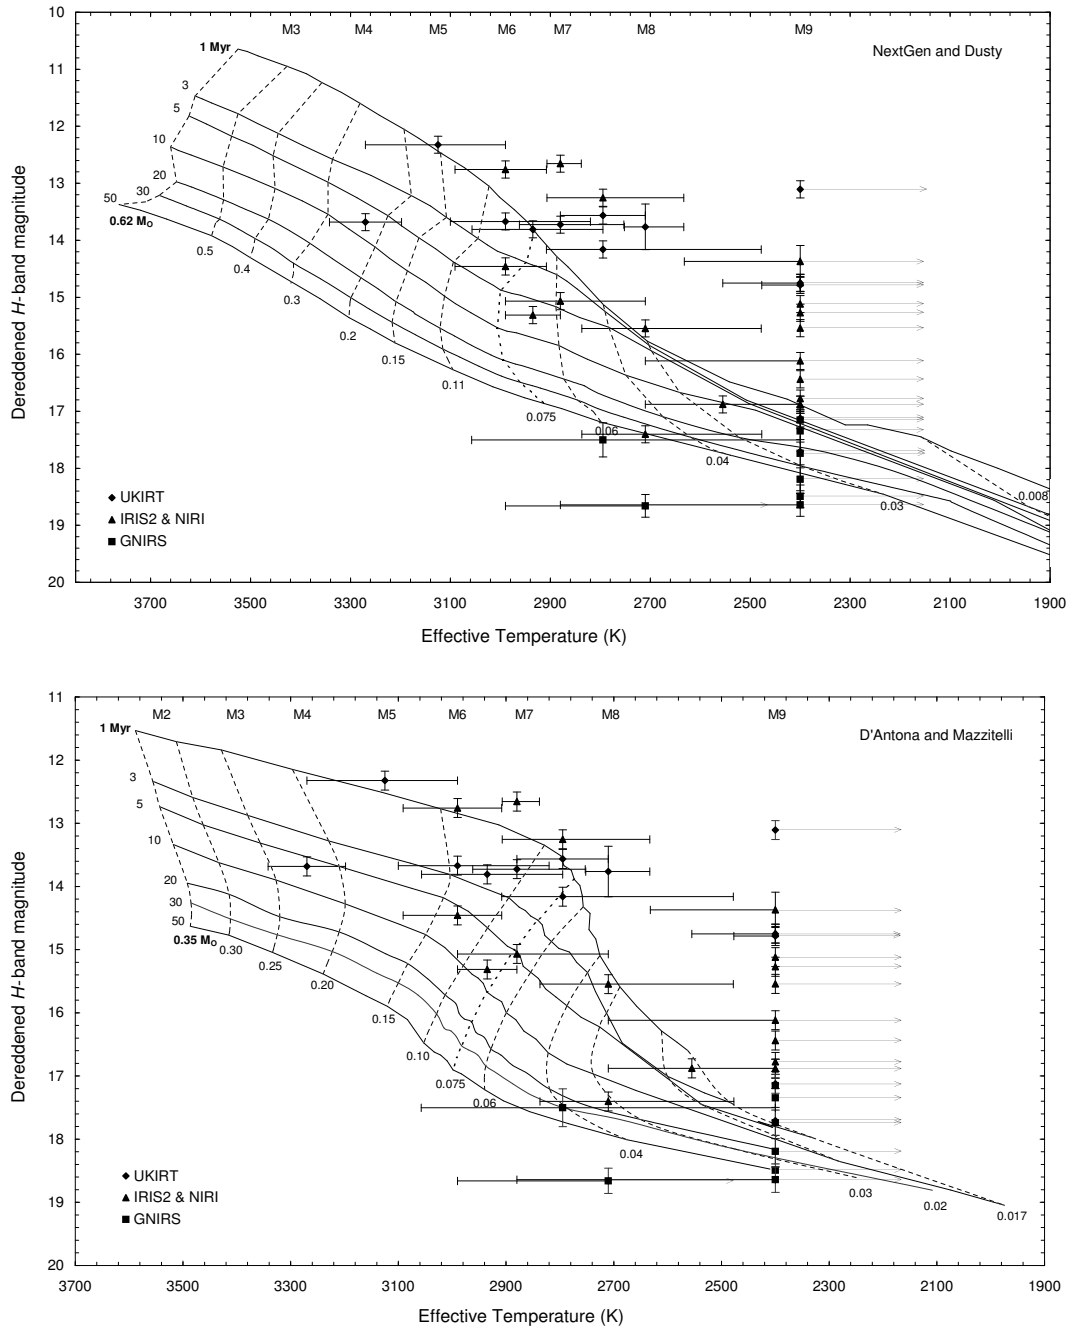 10
11
12
13
14
15
16
17
18
19
20
Dereddened H-band magnitude
M3 M4 M5 M6 M7 M8 M9
NextGen and Dusty
1 Myr
3
5
10
20
30
50
0.62 M⊙
0.5
0.4
0.3
0.2
0.15
0.11
0.075
0.06
0.04
0.03
0.008
UKIRT
IRIS2 & NIRI
GNIRS
3700 3500 3300 3100 2900 2700 2500 2300 2100 1900
Effective Temperature (K)
11
12
13
14
15
16
17
18
19
20
Dereddened H-band magnitude
M2 M3 M4 M5 M6 M7 M8 M9
D'Antona and Mazzitelli
1 Myr
3
5
10
20
30
50
0.35 M⊙
0.30
0.25
0.20
0.15
0.10
0.075
0.06
0.04
0.03
0.02
0.017
UKIRT
IRIS2 & NIRI
GNIRS
3700 3500 3300 3100 2900 2700 2500 2300 2100 1900
Effective Temperature (K)